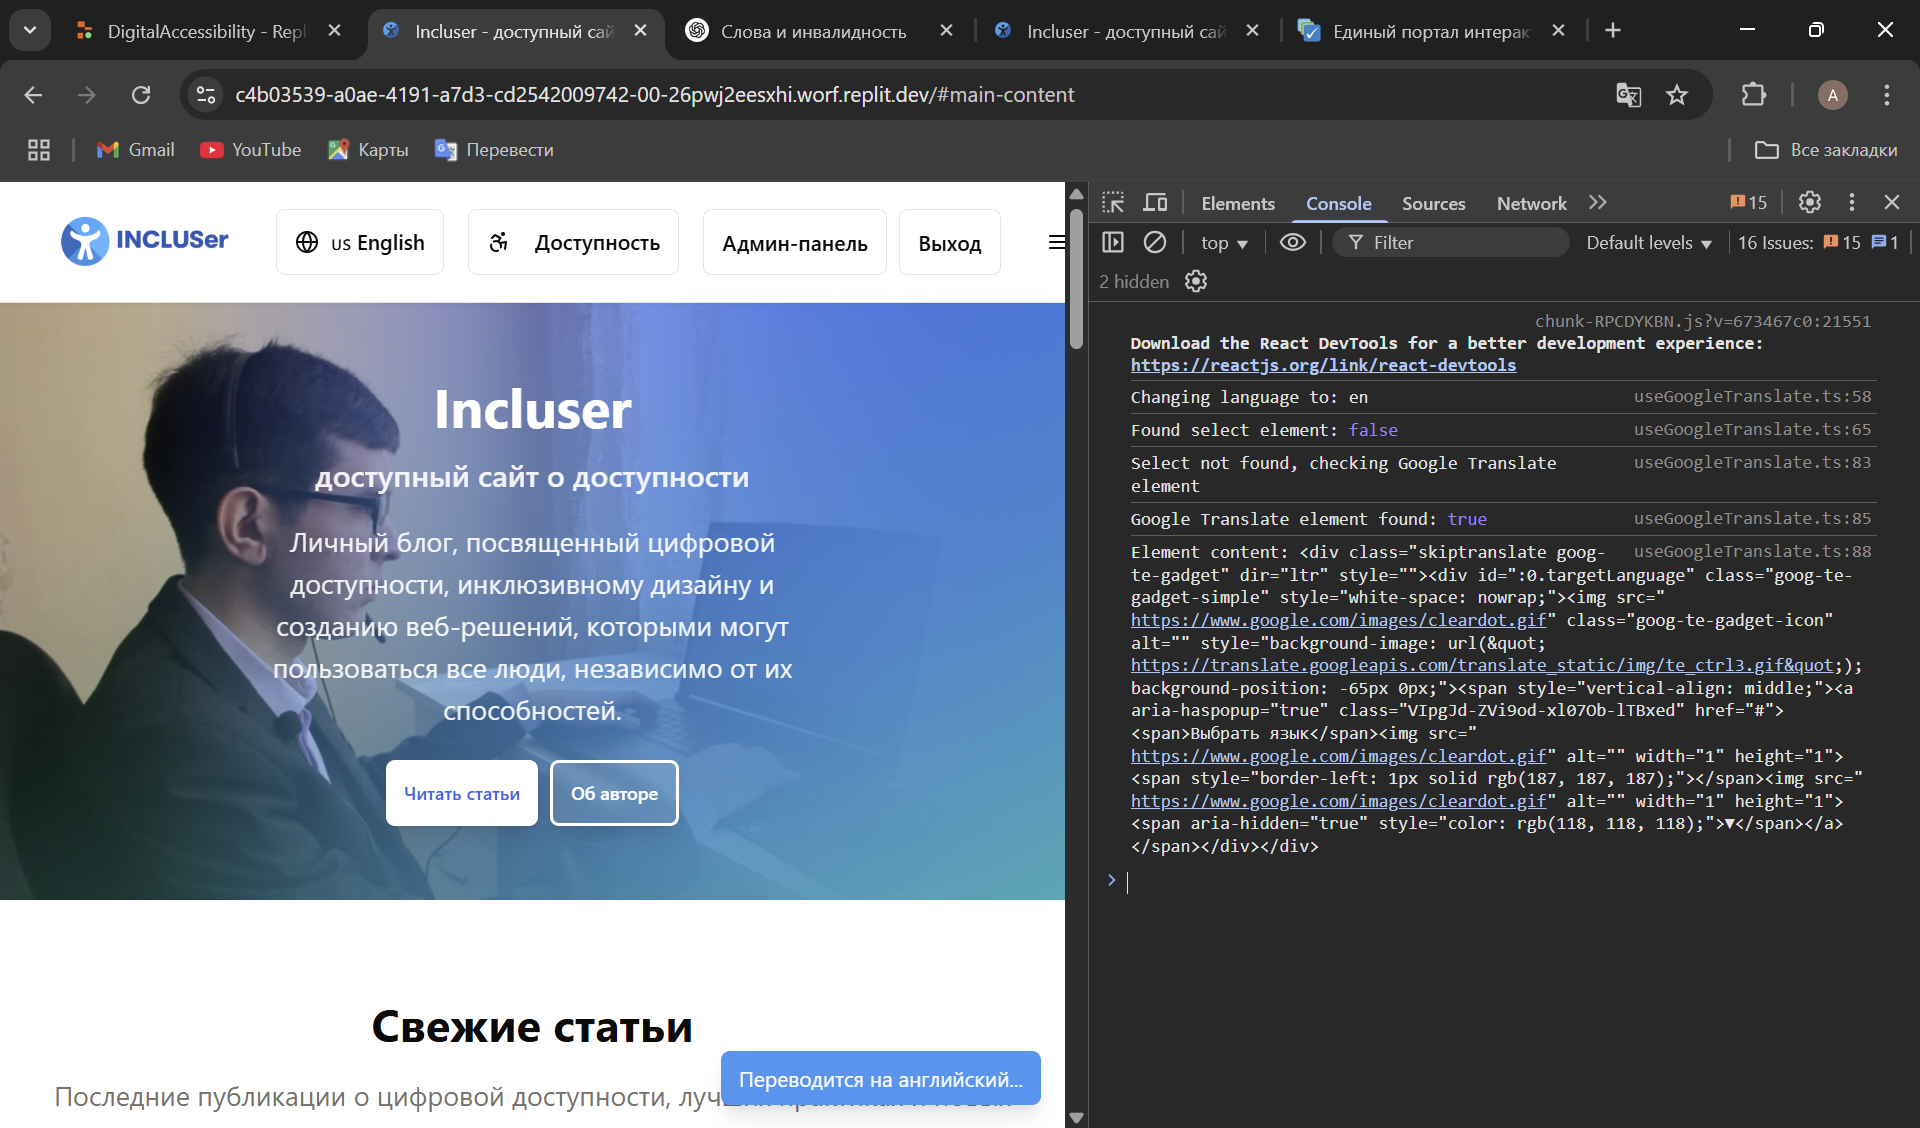 DigitalAccessibility - Repl
Incluser - доступный сай
Слова и инвалидность
Incluser - доступный сай
Единый портал интерак
c4b03539-a0ae-4191-a7d3-cd2542009742-00-26pwj2eesxhi.worf.replit.dev/#main-content
A
Gmail
YouTube
Карты
Перевести
Все закладки
INCLUSer
us English
Доступность
Админ-панель
Выход
Incluser
доступный сайт о доступности
Личный блог, посвященный цифровой
доступности, инклюзивному дизайну и
созданию веб-решений, которыми могут
пользоваться все люди, независимо от их
способностей.
Читать статьи
Об авторе
Свежие статьи
Последние публикации о цифровой доступности,
Переводится на английский...
Elements
Console
Sources
Network
15
top
Filter
Default levels
16 Issues: 15 1
2 hidden
chunk-RPCDYKBN.js?v=673467c0:21551
Download the React DevTools for a better development experience:
https://reactjs.org/link/react-devtools
Changing language to: en useGoogleTranslate.ts:58
Found select element: false useGoogleTranslate.ts:65
Select not found, checking Google Translate useGoogleTranslate.ts:83
element
Google Translate element found: true useGoogleTranslate.ts:85
Element content: <div class="skiptranslate goog- useGoogleTranslate.ts:88
te-gadget" dir="ltr" style=""><div id=":0.targetLanguage" class="goog-te-
gadget-simple" style="white-space: nowrap;"><img src="
https://www.google.com/images/cleardot.gif" class="goog-te-gadget-icon"
alt="" style="background-image: url(&quot;
https://translate.googleapis.com/translate_static/img/te_ctrl3.gif&quot;);
background-position: -65px 0px;"><span style="vertical-align: middle;"><a
aria-haspopup="true" class="VIpgJd-ZVi9od-xl07Ob-lTBxed" href="#">
<span>Выбрать язык</span><img src="
https://www.google.com/images/cleardot.gif" alt="" width="1" height="1">
<span style="border-left: 1px solid rgb(187, 187, 187);"></span><img src="
https://www.google.com/images/cleardot.gif" alt="" width="1" height="1">
<span aria-hidden="true" style="color: rgb(118, 118, 118);">▼</span></a>
</span></div></div>